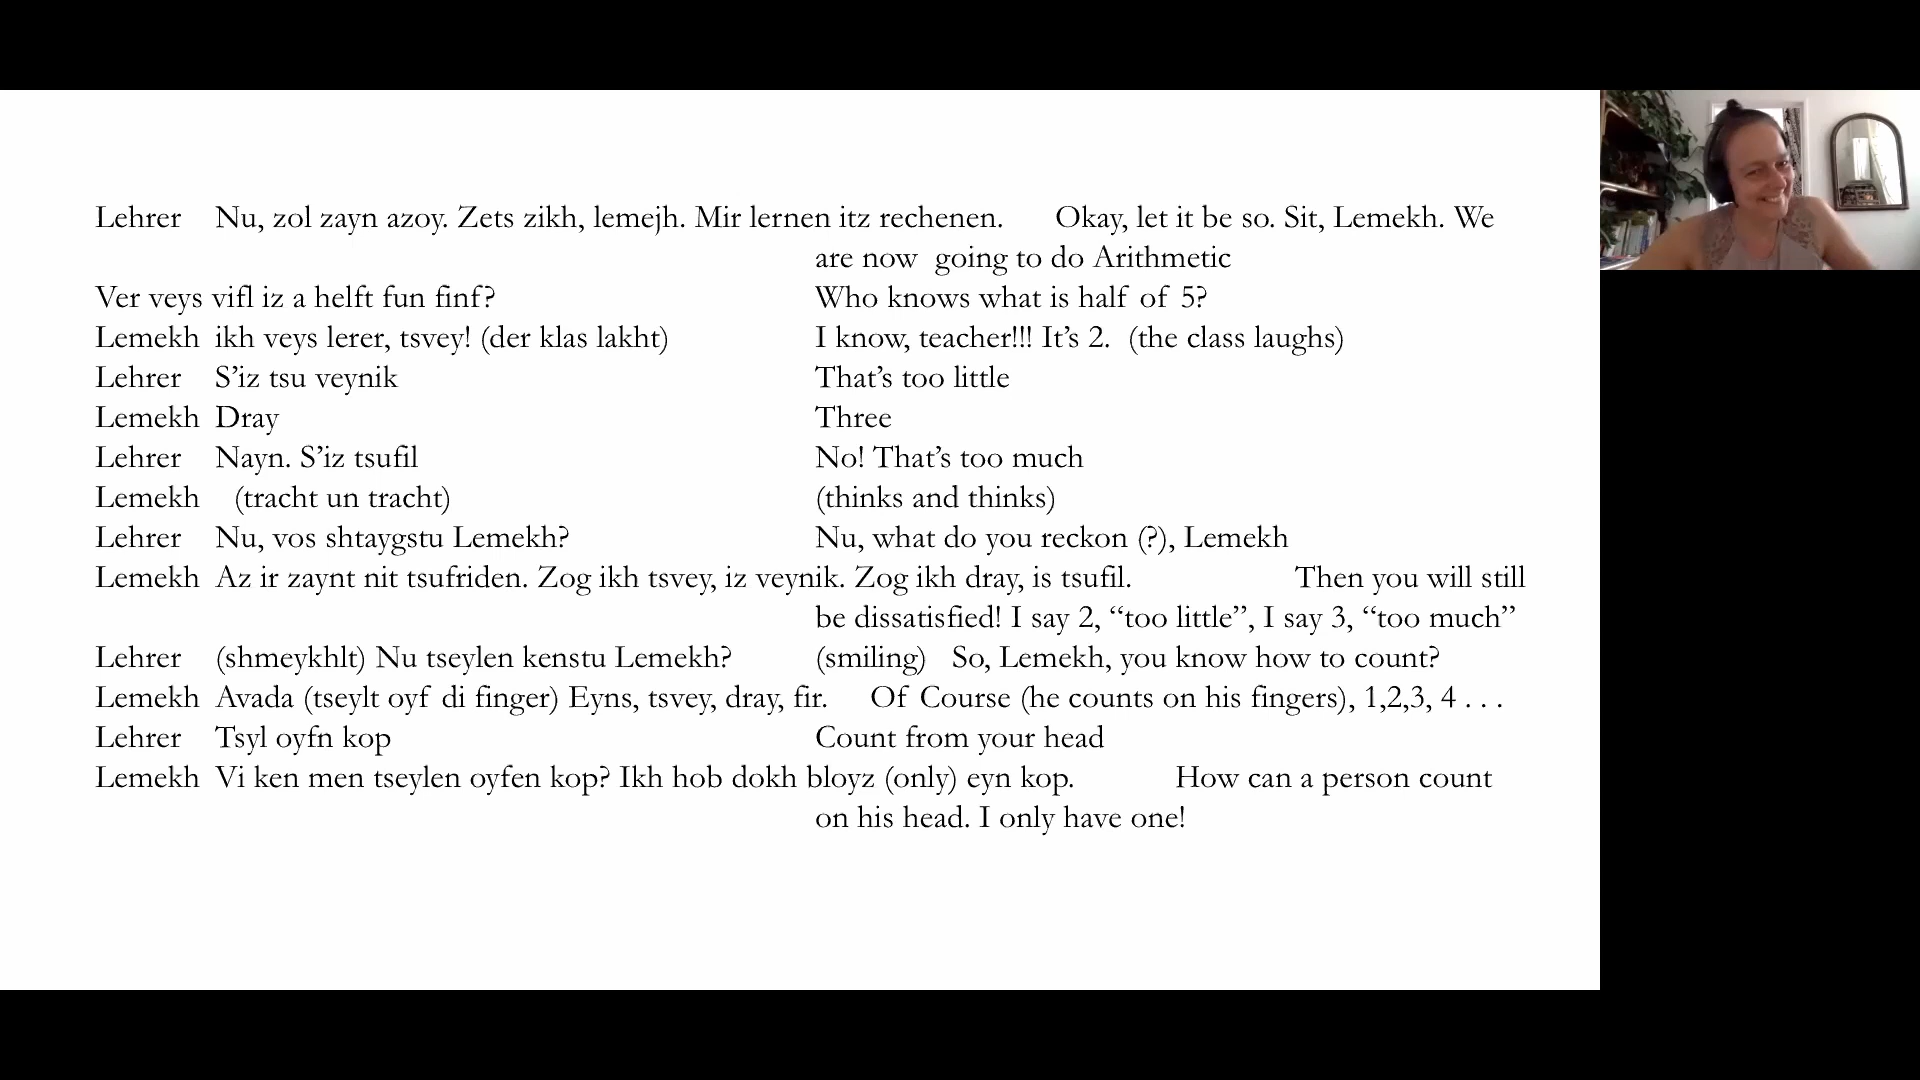 Lehrer Nu, zol zayn azoy. Zets zikh, lemejh. Mir lernen itz rechenen. Okay, let it be so. Sit, Lemekh. We
are now going to do Arithmetic
Ver veys vifl iz a helft fun finf? Who knows what is half of 5?
Lemekh ikh veys lerer, tsvey! (der klas lakht) I know, teacher!!! It’s 2. (the class laughs)
Lehrer S’iz tsu veynik That’s too little
Lemekh Dray Three
Lehrer Nayn. S’iz tsufil No! That’s too much
Lemekh (tracht un tracht) (thinks and thinks)
Lehrer Nu, vos shtaygstu Lemekh? Nu, what do you reckon (?), Lemekh
Lemekh Az ir zaynt nit tsufriden. Zog ikh tsvey, iz veynik. Zog ikh dray, is tsufil. Then you will still
be dissatisfied! I say 2, “too little”, I say 3, “too much”
Lehrer (shmeykhlt) Nu tseylen kenstu Lemekh? (smiling) So, Lemekh, you know how to count?
Lemekh Avada (tseylt oyf di finger) Eyns, tsvey, dray, fir. Of Course (he counts on his fingers), 1,2,3, 4 . . .
Lehrer Tsyl oyfn kop Count from your head
Lemekh Vi ken men tseylen oyfen kop? Ikh hob dokh bloyz (only) eyn kop. How can a person count
on his head. I only have one!